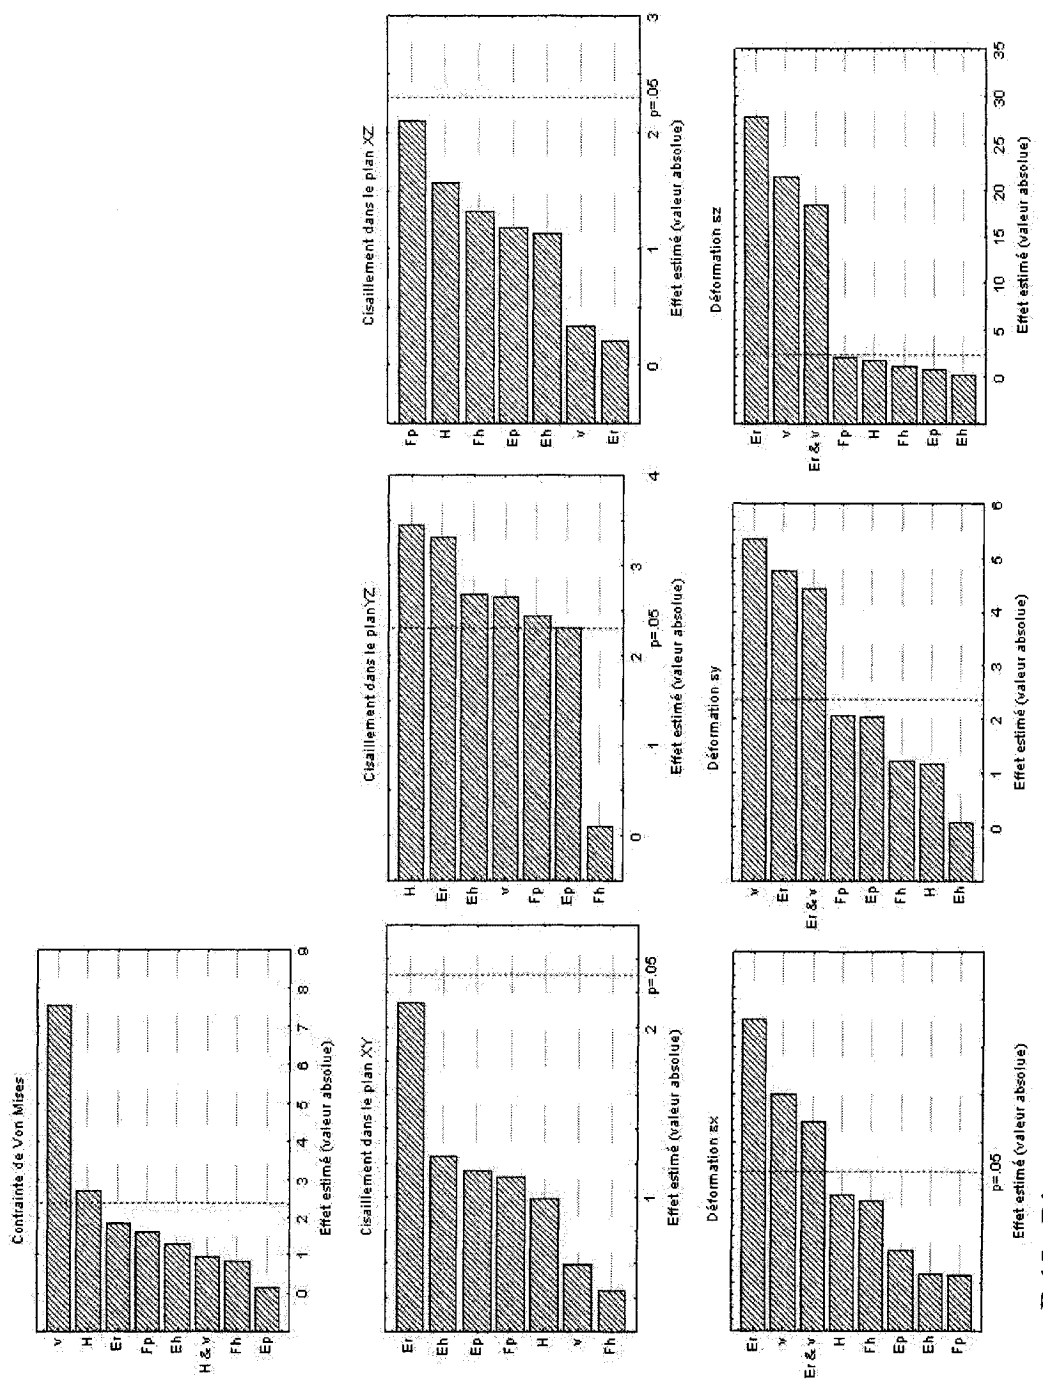 Contrainte de Von Mises
v
H
Er
Fp
Eh
H & v
Fh
Ep
0 1 2 3 4 5 6 7 8 9
Effet estimé (valeur absolue)
Cisaillement dans le plan XY
Er
Eh
Ep
Fp
H
v
Fh
1 2 p=.05
Effet estimé (valeur absolue)
Cisaillement dans le plan YZ
H
Er
Eh
v
Fp
Ep
Fh
0 1 2 p=.05 3 4
Effet estimé (valeur absolue)
Cisaillement dans le plan XZ
Fp
H
Fh
Ep
Eh
v
Er
0 1 2 p=.05 3
Effet estimé (valeur absolue)
Déformation εx
Er
v
Er & v
H
Fh
Ep
Eh
Fp
p=.05
Effet estimé (valeur absolue)
Déformation εy
v
Er
Er & v
Fp
Ep
Fh
H
Eh
0 1 2 3 4 5 6
Effet estimé (valeur absolue)
Déformation εz
Er
v
Er & v
Fp
H
Fh
Ep
Eh
0 5 10 15 20 25 30 35
Effet estimé (valeur absolue)